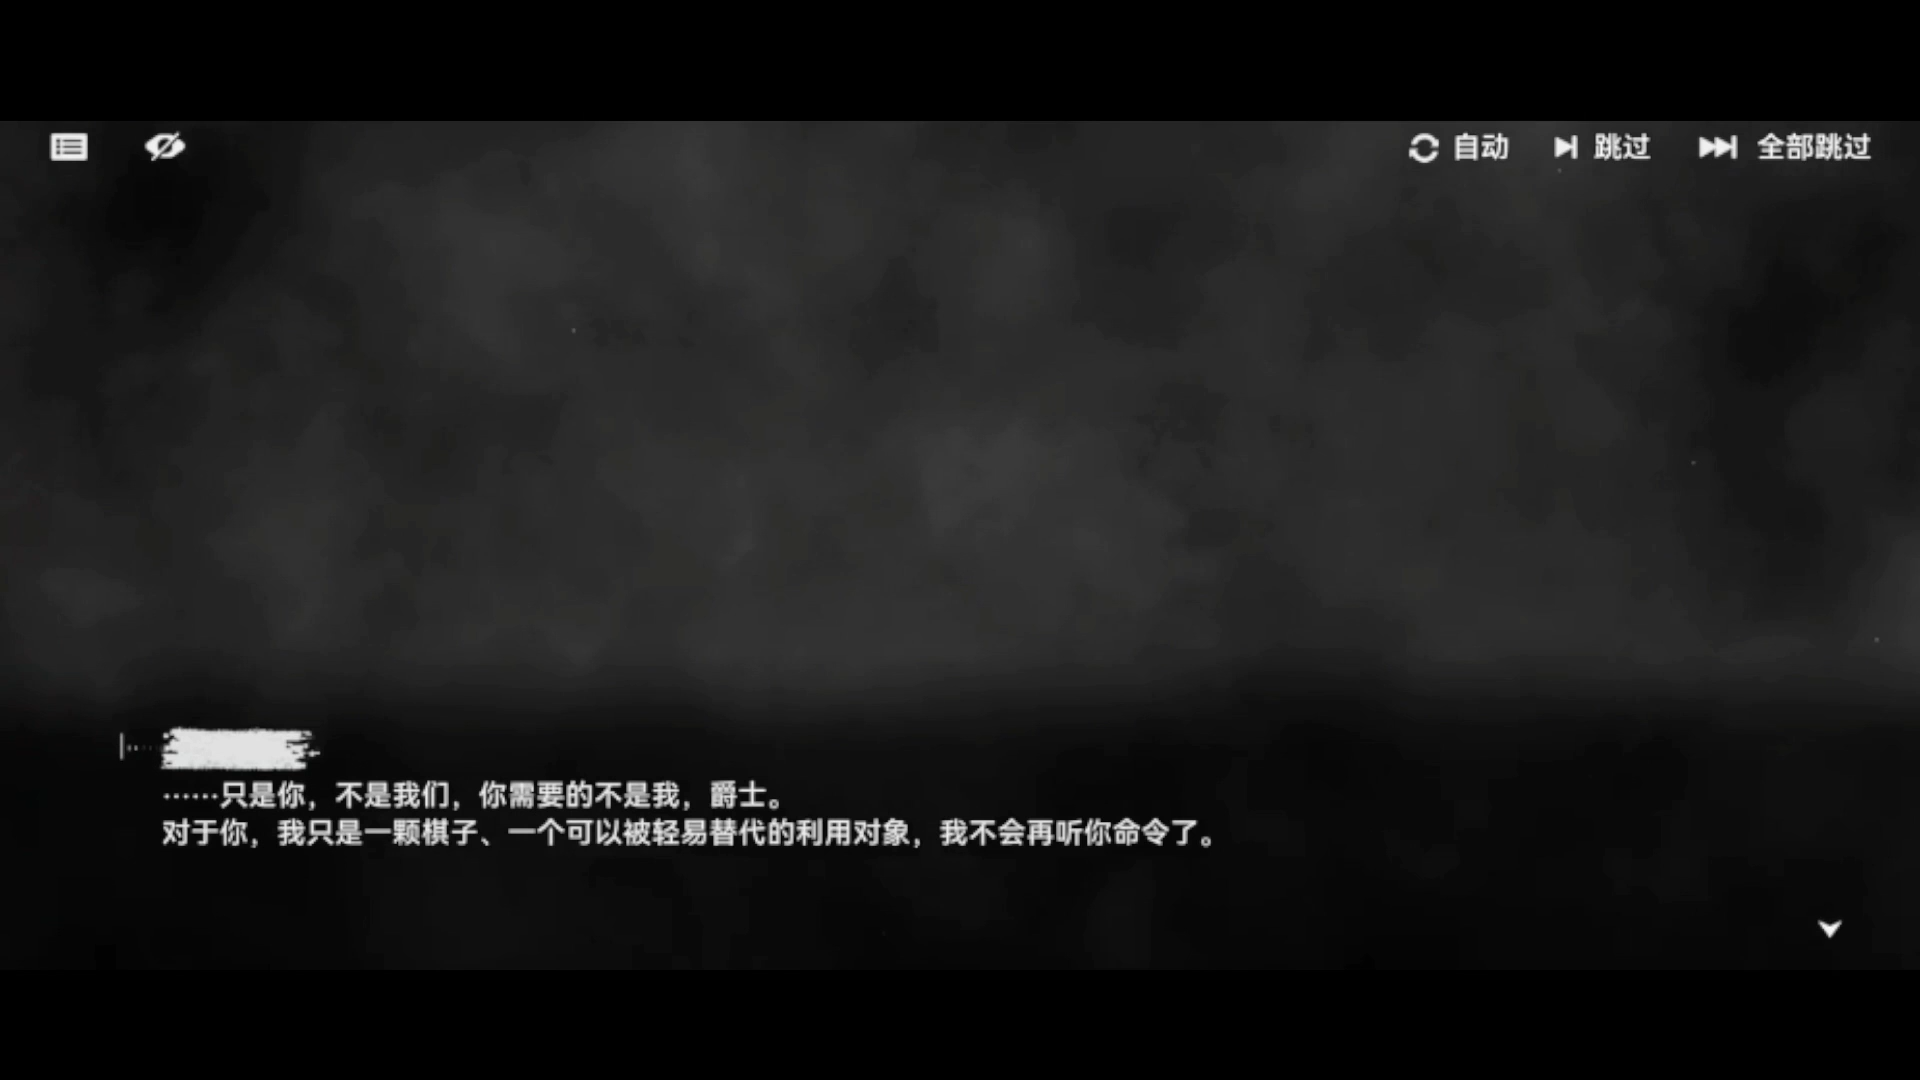 自动 跳过 全部跳过
……只是你，不是我们，你需要的不是我，爵士。
对于你，我只是一颗棋子、一个可以被轻易替代的利用对象，我不会再听你命令了。